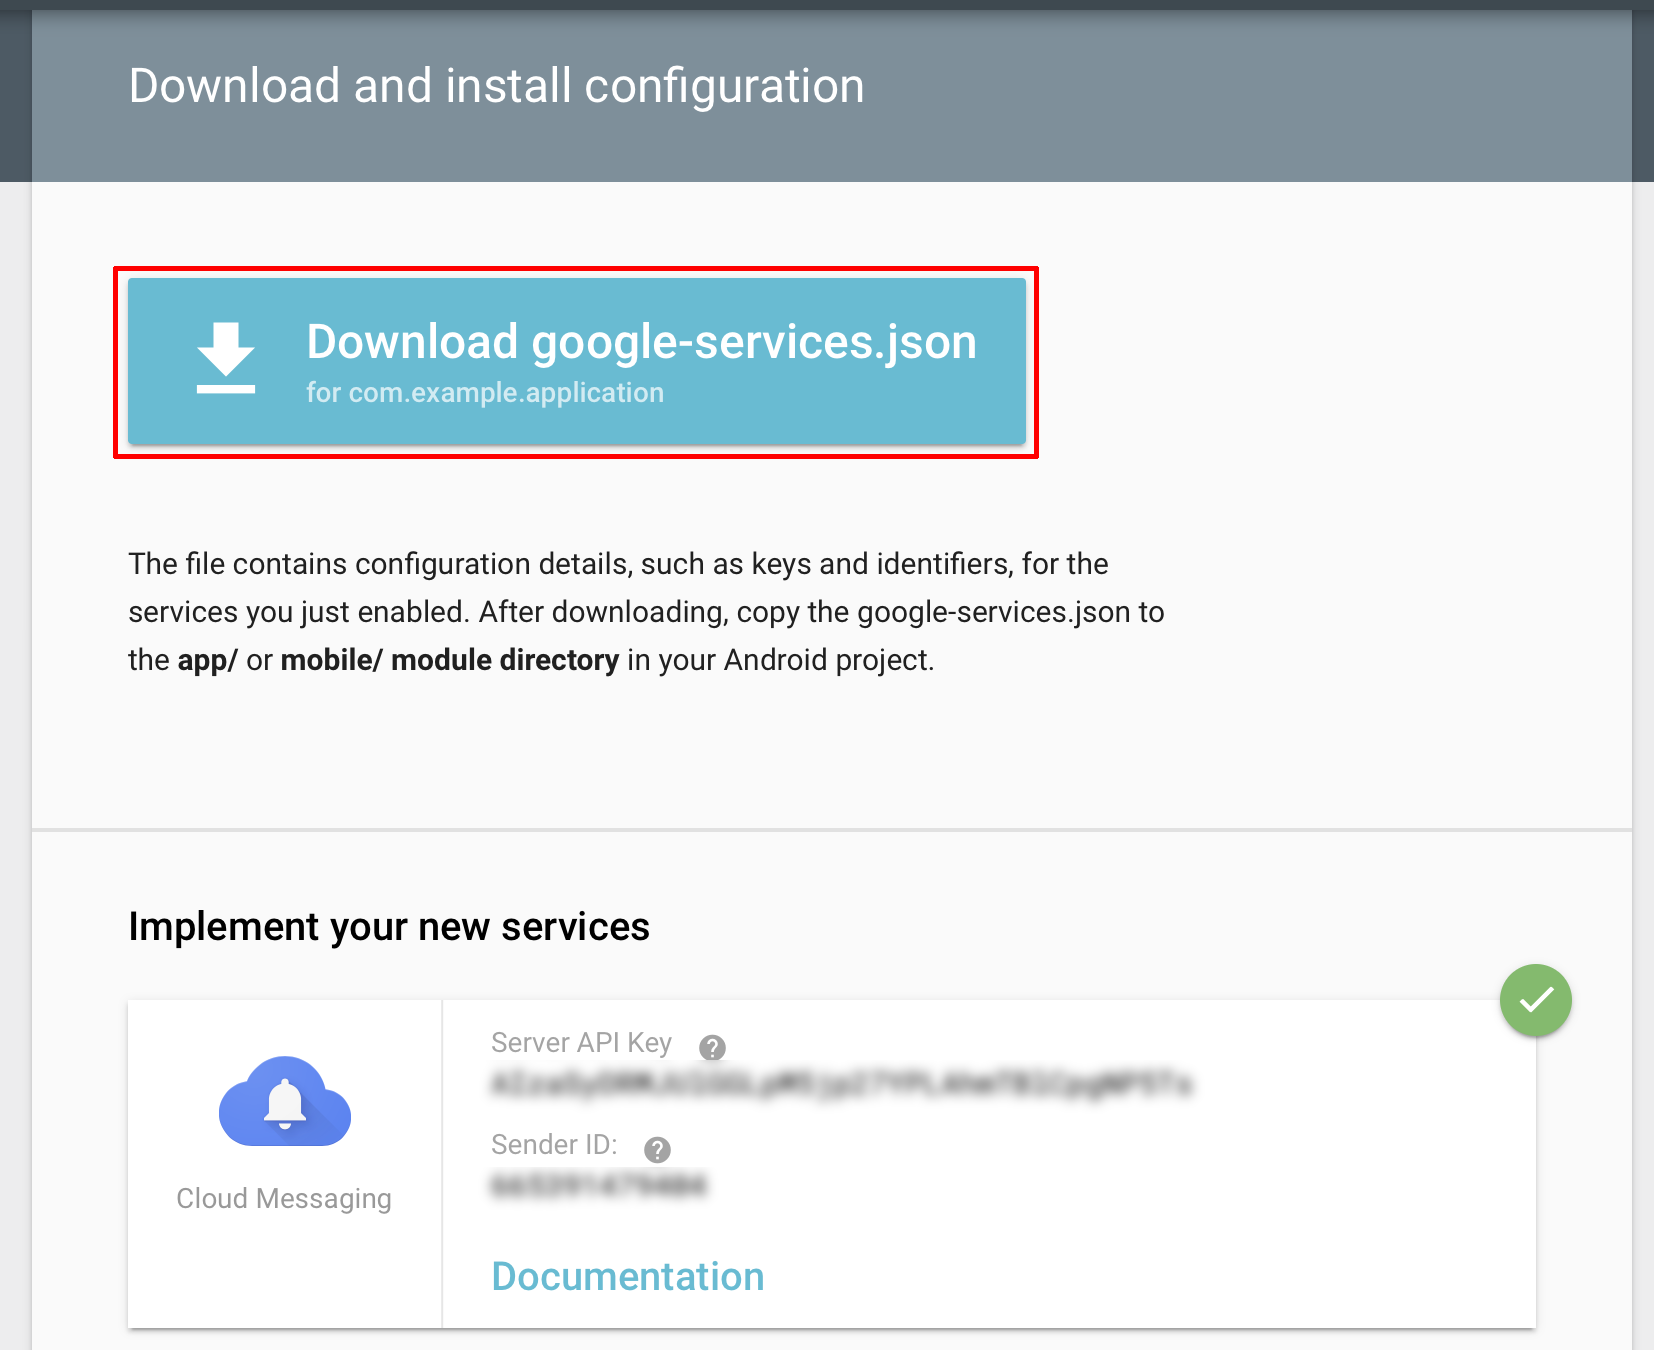 Download and install configuration
Download google-services.json
for com.example.application
The file contains configuration details, such as keys and identifiers, for the
services you just enabled. After downloading, copy the google-services.json to
the app/ or mobile/ module directory in your Android project.
Implement your new services
Server API Key
Sender ID:
Cloud Messaging
Documentation